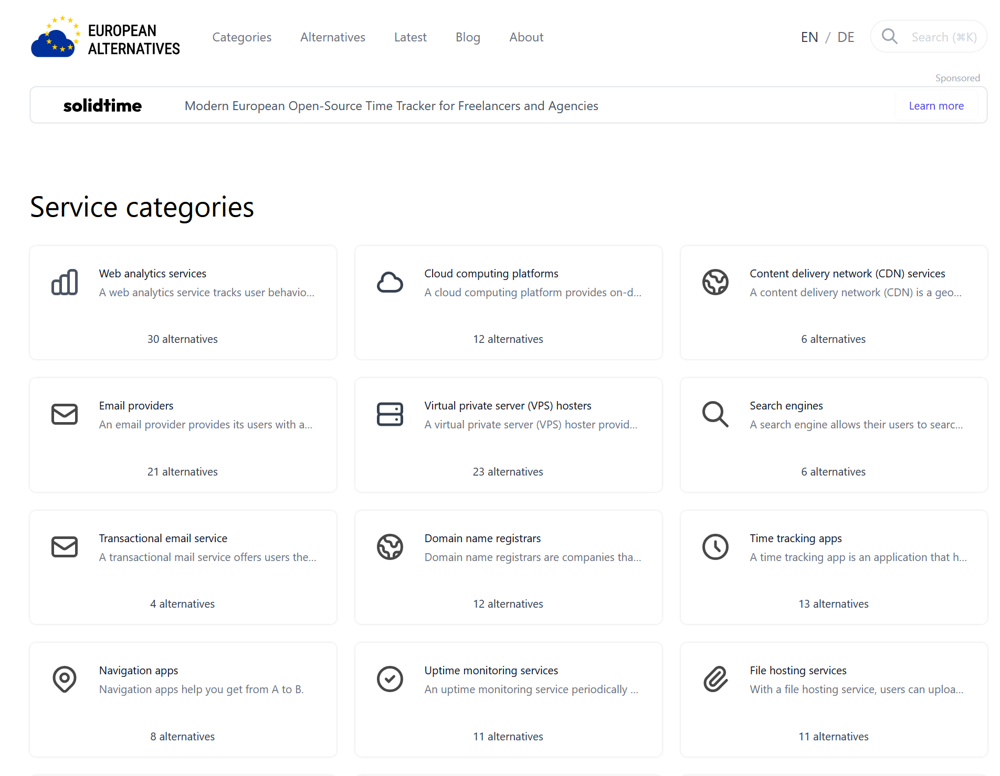 EUROPEAN
ALTERNATIVES
Categories
Alternatives
Latest
Blog
About
EN / DE
Search (⌘K)
Sponsored
solidtime
Modern European Open-Source Time Tracker for Freelancers and Agencies
Learn more
Service categories
Web analytics services
A web analytics service tracks user behavio...
30 alternatives
Cloud computing platforms
A cloud computing platform provides on-d...
12 alternatives
Content delivery network (CDN) services
A content delivery network (CDN) is a geo...
6 alternatives
Email providers
An email provider provides its users with a...
21 alternatives
Virtual private server (VPS) hosters
A virtual private server (VPS) hoster provid...
23 alternatives
Search engines
A search engine allows their users to searc...
6 alternatives
Transactional email service
A transactional mail service offers users the...
4 alternatives
Domain name registrars
Domain name registrars are companies tha...
12 alternatives
Time tracking apps
A time tracking app is an application that h...
13 alternatives
Navigation apps
Navigation apps help you get from A to B.
8 alternatives
Uptime monitoring services
An uptime monitoring service periodically ...
11 alternatives
File hosting services
With a file hosting service, users can uploa...
11 alternatives